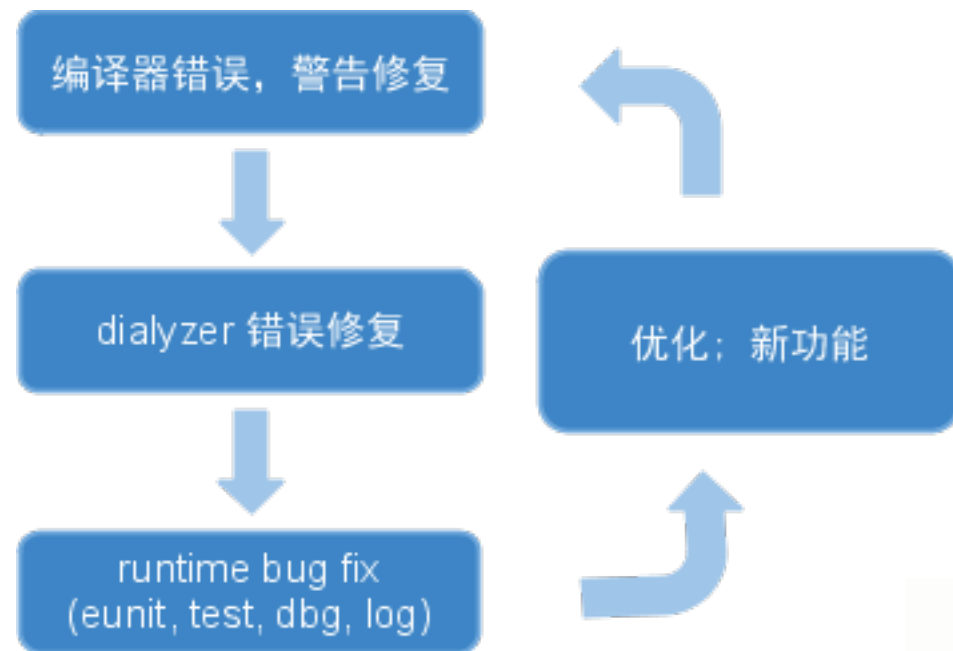 编译器错误，警告修复
dialyzer 错误修复
优化；新功能
runtime bug fix
(eunit, test, dbg, log)